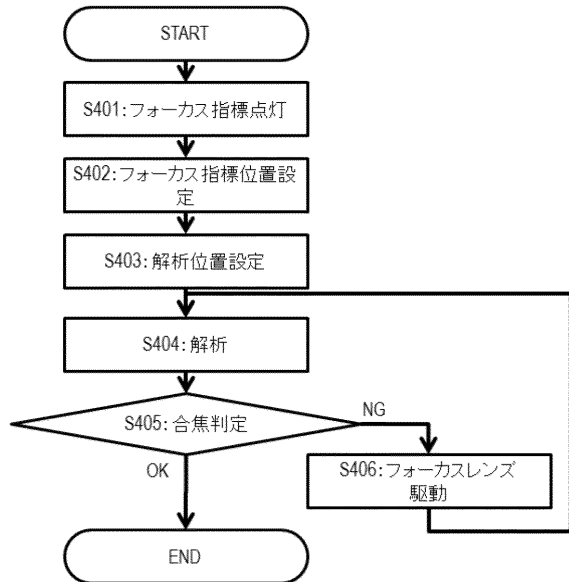 START
S401:フォーカス指標点灯
S402:フォーカス指標位置設
定
S403:解析位置設定
S404:解析
S405:合焦判定
NG
OK
S406:フォーカスレンズ
駆動
END